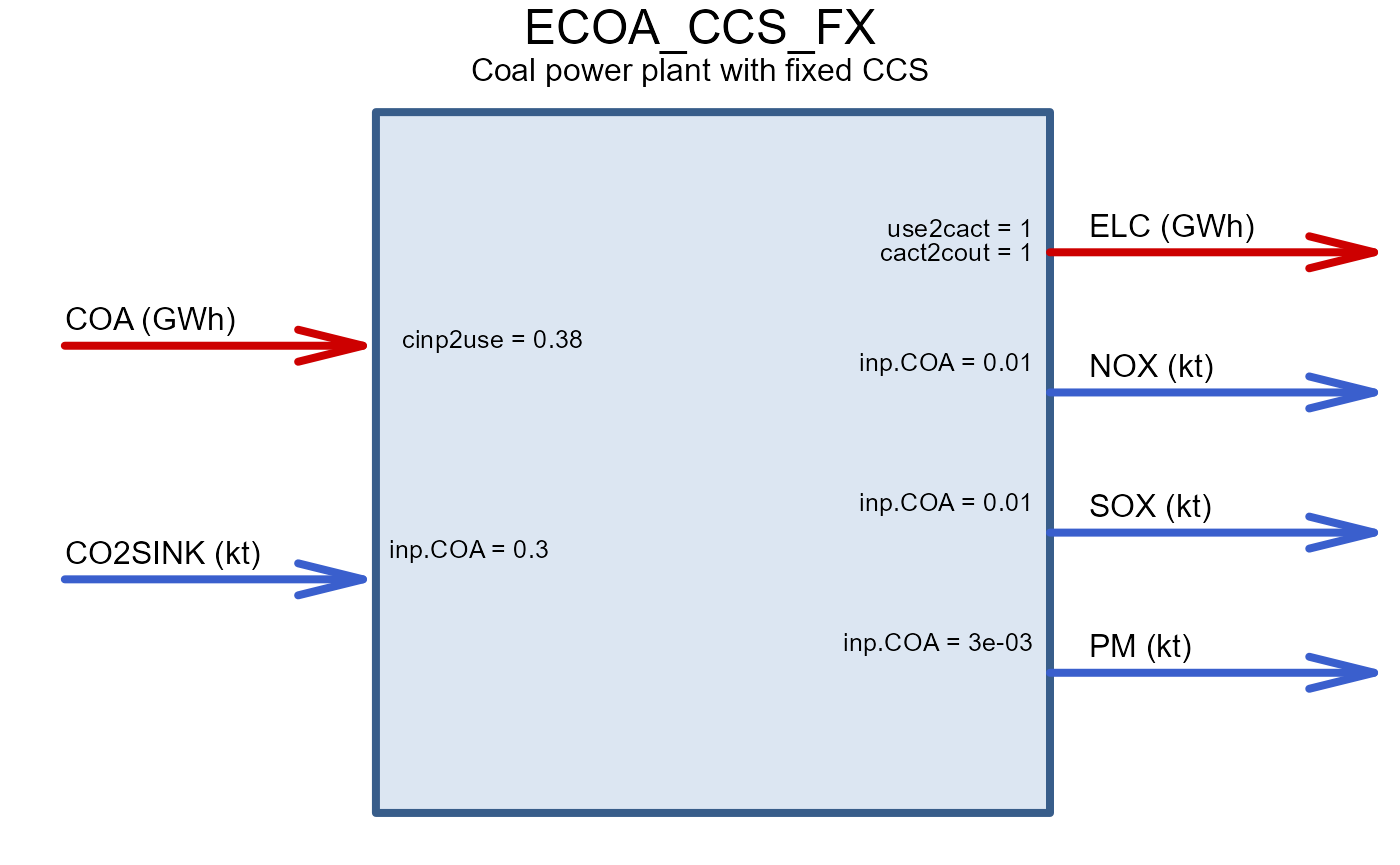 ECOA_CCS_FX
Coal power plant with fixed CCS
COA (GWh)
cinp2use = 0.38
CO2SINK (kt)
inp.COA = 0.3
use2cact = 1
cact2cout = 1
ELC (GWh)
inp.COA = 0.01
NOX (kt)
inp.COA = 0.01
SOX (kt)
inp.COA = 3e-03
PM (kt)